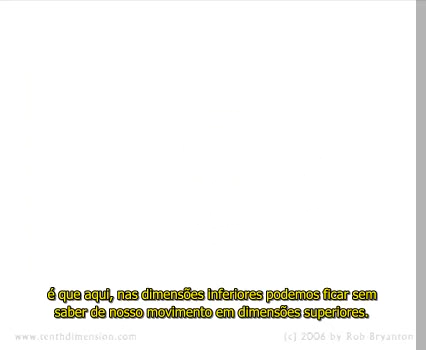 é que aqui, nas dimensões inferiores podemos ficar sem
saber de nosso movimento em dimensões superiores.
www.tenthdimension.com (c) 2006 by Rob Bryanton